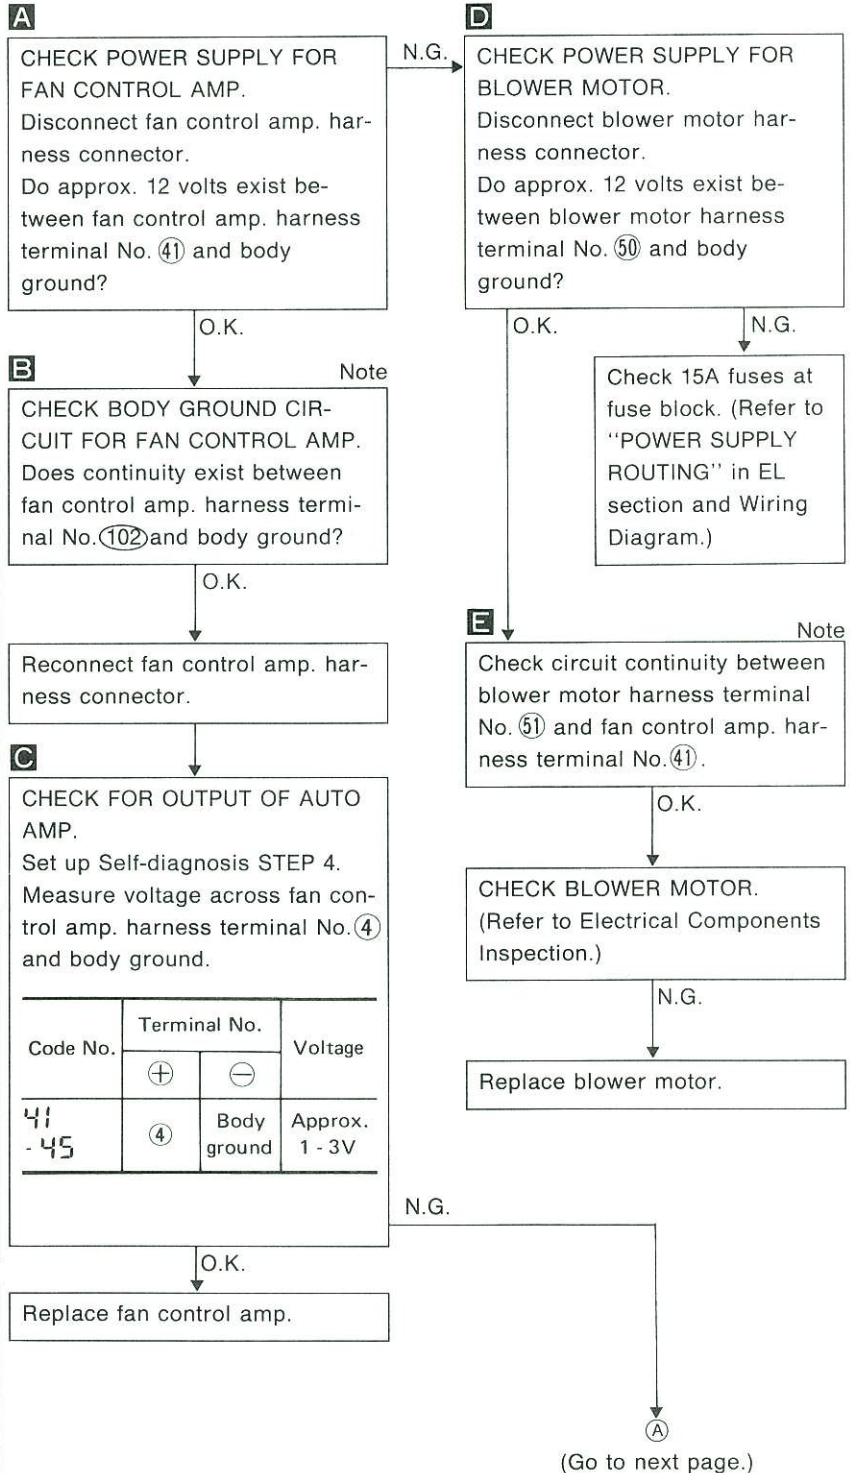 A
CHECK POWER SUPPLY FOR
FAN CONTROL AMP.
Disconnect fan control amp. har-
ness connector.
Do approx. 12 volts exist be-
tween fan control amp. harness
terminal No. 41 and body
ground?
N.G.
O.K.
B
Note
CHECK BODY GROUND CIR-
CUIT FOR FAN CONTROL AMP.
Does continuity exist between
fan control amp. harness termi-
nal No. 102 and body ground?
O.K.
Reconnect fan control amp. har-
ness connector.
C
CHECK FOR OUTPUT OF AUTO
AMP.
Set up Self-diagnosis STEP 4.
Measure voltage across fan con-
trol amp. harness terminal No. 4
and body ground.
Code No. Terminal No. Voltage
⊕ ⊖
41
- 45
4
Body
ground
Approx.
1 - 3V
N.G.
O.K.
Replace fan control amp.
D
CHECK POWER SUPPLY FOR
BLOWER MOTOR.
Disconnect blower motor har-
ness connector.
Do approx. 12 volts exist be-
tween blower motor harness
terminal No. 50 and body
ground?
O.K.
N.G.
Check 15A fuses at
fuse block. (Refer to
"POWER SUPPLY
ROUTING" in EL
section and Wiring
Diagram.)
E
Note
Check circuit continuity between
blower motor harness terminal
No. 51 and fan control amp. har-
ness terminal No. 41.
O.K.
CHECK BLOWER MOTOR.
(Refer to Electrical Components
Inspection.)
N.G.
Replace blower motor.
A
(Go to next page.)